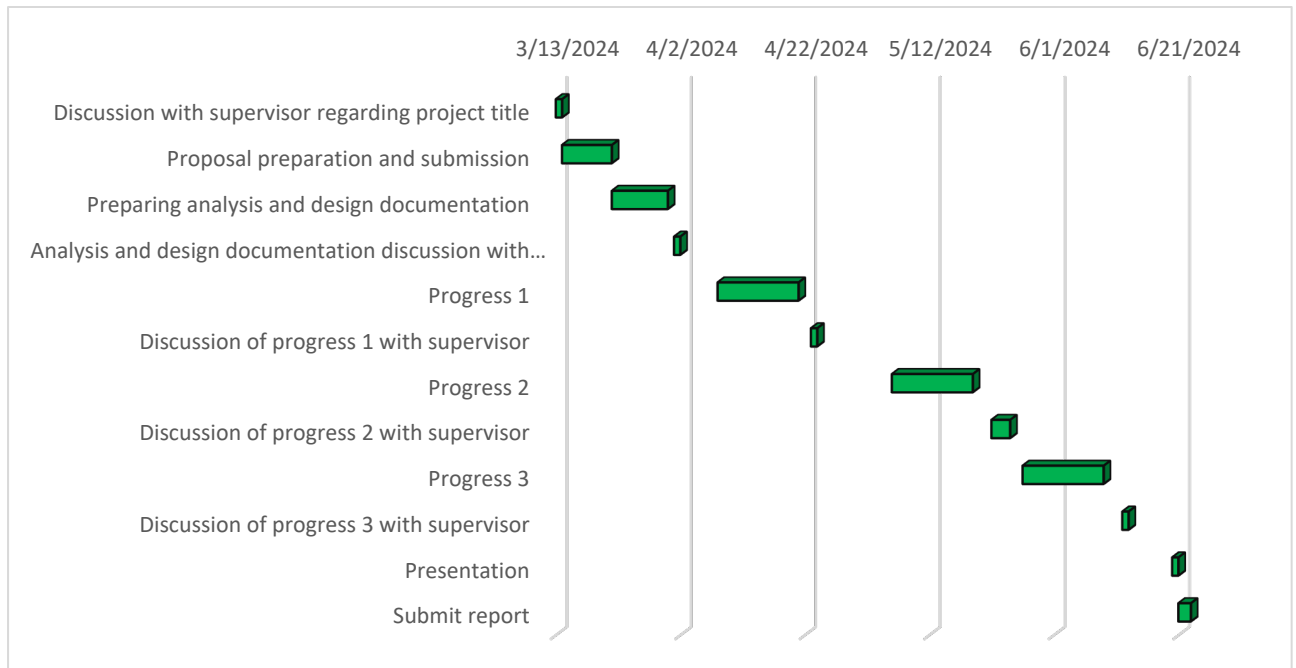 3/13/2024 4/2/2024 4/22/2024 5/12/2024 6/1/2024 6/21/2024
Discussion with supervisor regarding project title
Proposal preparation and submission
Preparing analysis and design documentation
Analysis and design documentation discussion with...
Progress 1
Discussion of progress 1 with supervisor
Progress 2
Discussion of progress 2 with supervisor
Progress 3
Discussion of progress 3 with supervisor
Presentation
Submit report